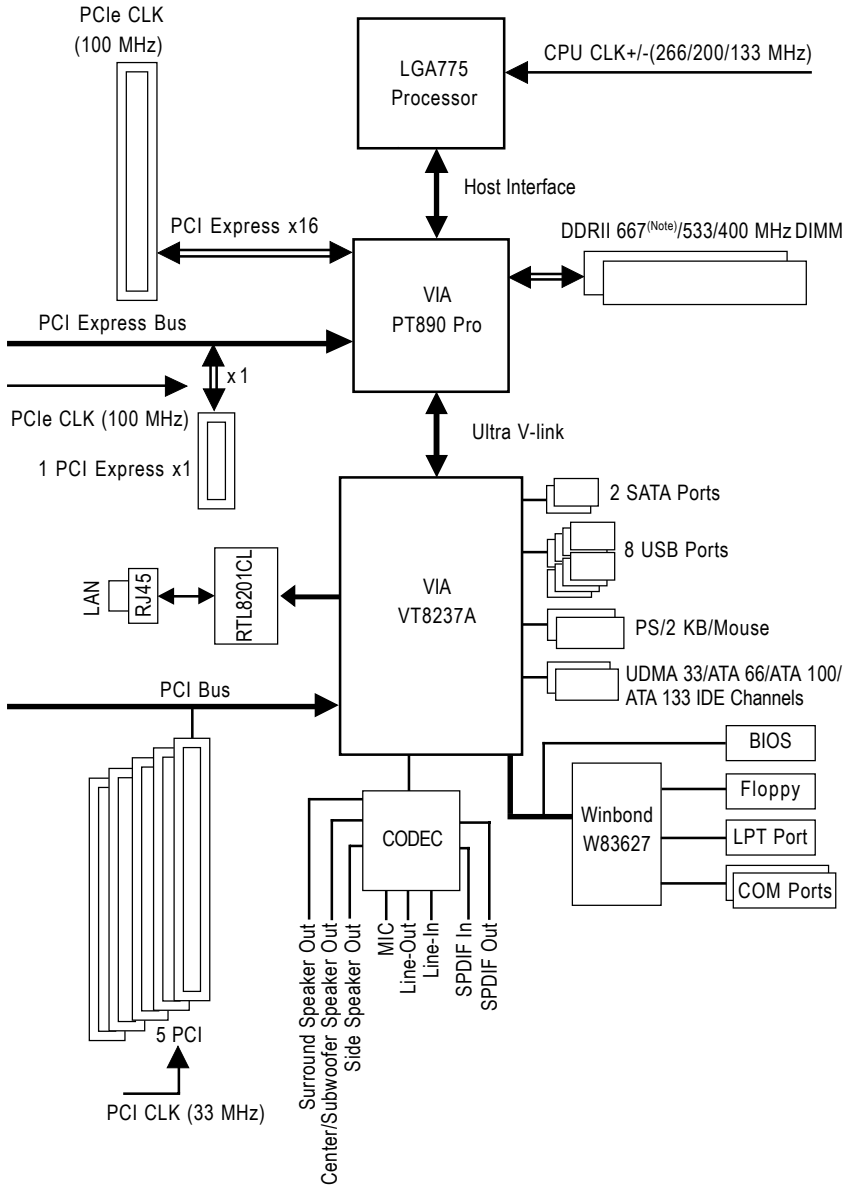 PCIe CLK
(100 MHz)
LGA775
Processor
CPU CLK+/-(266/200/133 MHz)
Host Interface
PCI Express x16
DDRII 667(Note)/533/400 MHz DIMM
VIA
PT890 Pro
PCI Express Bus
x1
PCIe CLK (100 MHz)
1 PCI Express x1
Ultra V-link
2 SATA Ports
8 USB Ports
VIA
VT8237A
LAN
RJ45
RTL8201CL
PS/2 KB/Mouse
UDMA 33/ATA 66/ATA 100/
ATA 133 IDE Channels
PCI Bus
BIOS
Floppy
Winbond
W83627
LPT Port
COM Ports
CODEC
Surround Speaker Out
Center/Subwoofer Speaker Out
Side Speaker Out
MIC
Line-Out
Line-In
SPDIF In
SPDIF Out
5 PCI
PCI CLK (33 MHz)